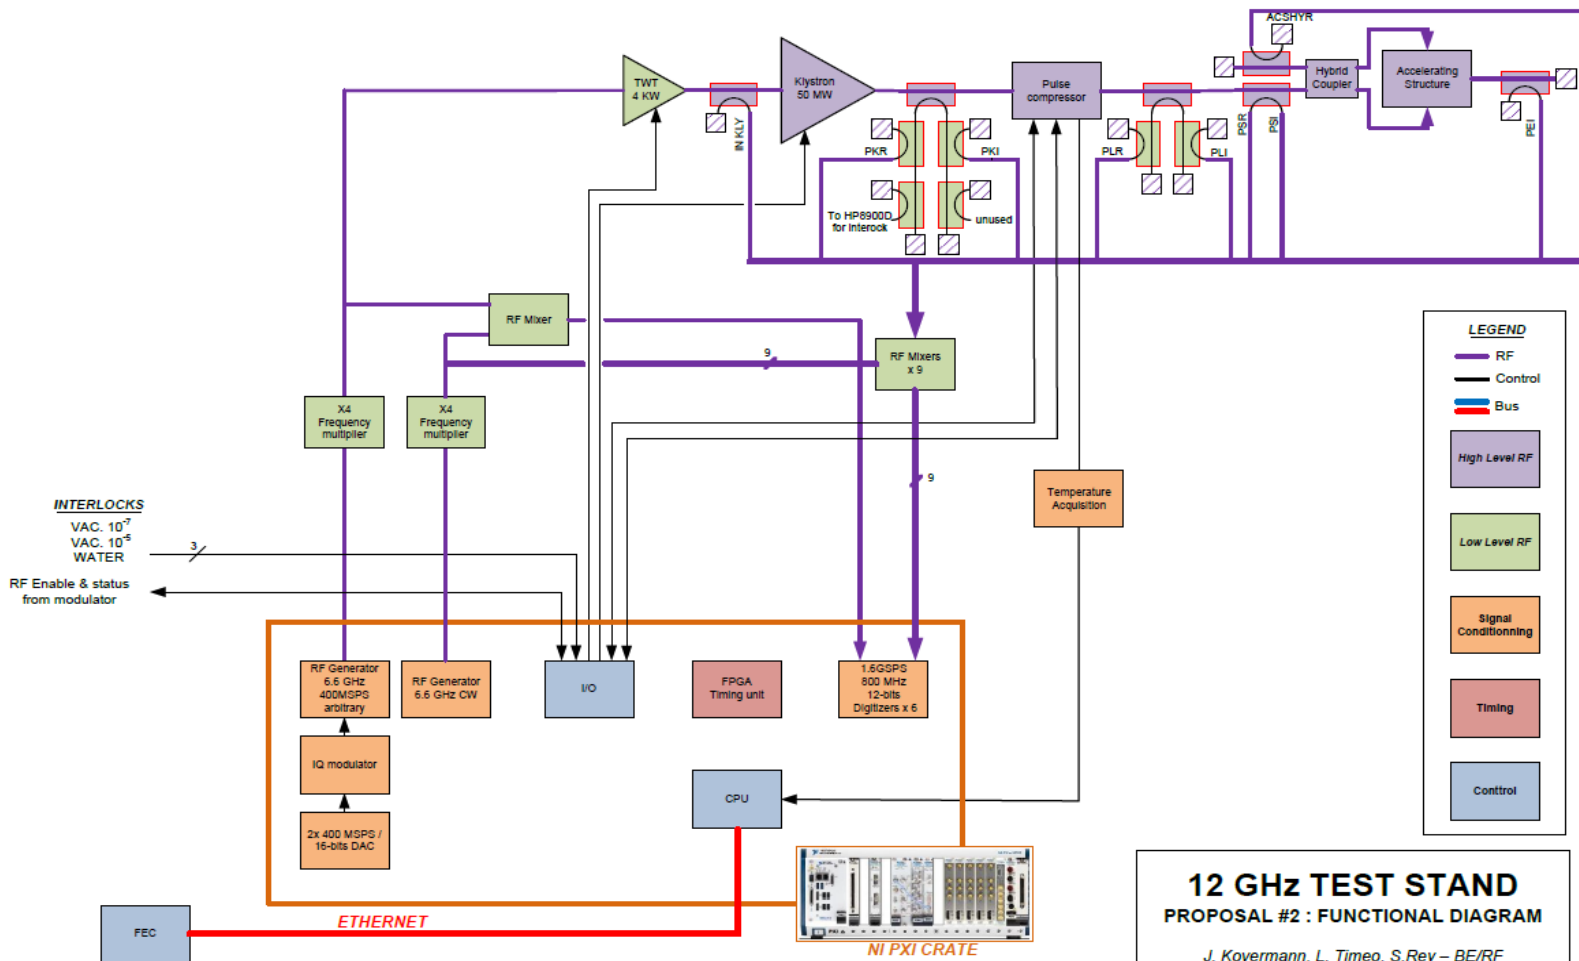 ACSHYR
TWT
4 KW
Klystron
50 MW
Pulse
compressor
Hybrid
Coupler
Accelerating
Structure
IN KLY
PKR
PKI
PLR
PLI
PSR
PSI
PEI
To HP8900D
for Interock
unused
RF Mixer
9
RF Mixers
x 9
X4
Frequency
multiplier
X4
Frequency
multiplier
9
Temperature
Acquisition
INTERLOCKS
VAC. 10-7
VAC. 10-5
WATER
3
RF Enable & status
from modulator
RF Generator
6.6 GHz
400MSPS
arbitrary
RF Generator
6.6 GHz CW
I/O
FPGA
Timing unit
1.6GSPS
800 MHz
12-bits
Digitizers x 6
IQ modulator
CPU
2x 400 MSPS /
16-bits DAC
FEC
ETHERNET
NI PXI CRATE
LEGEND
RF
Control
Bus
High Level RF
Low Level RF
Signal
Conditionning
Timing
Conttrol
12 GHz TEST STAND
PROPOSAL #2 : FUNCTIONAL DIAGRAM
J. Kovermann, L. Timeo, S.Rey – BE/RF